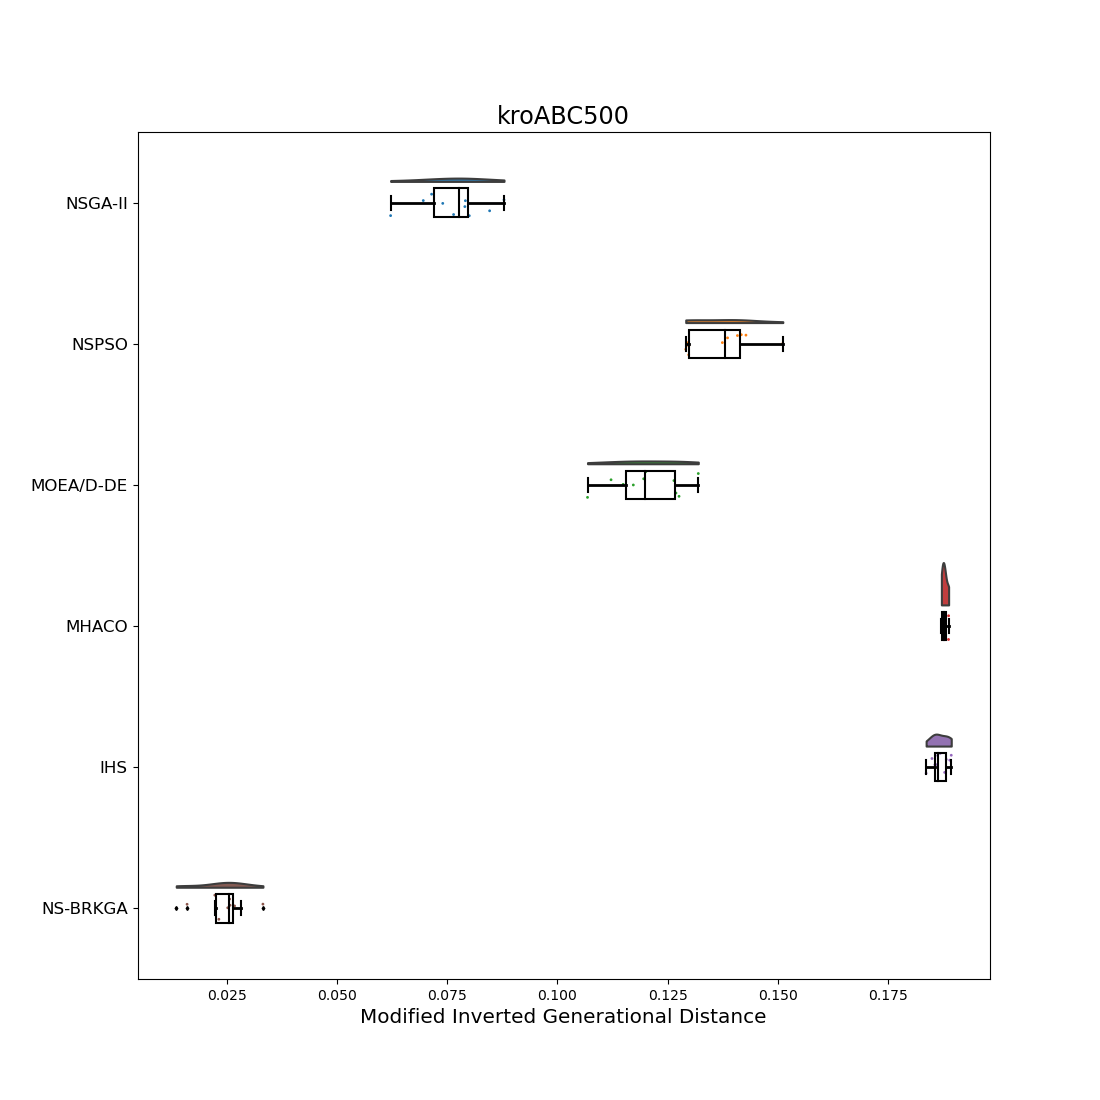 kroABC500
NSGA-II
NSPSO
MOEA/D-DE
MHACO
IHS
NS-BRKGA
0.025 0.050 0.075 0.100 0.125 0.150 0.175
Modified Inverted Generational Distance